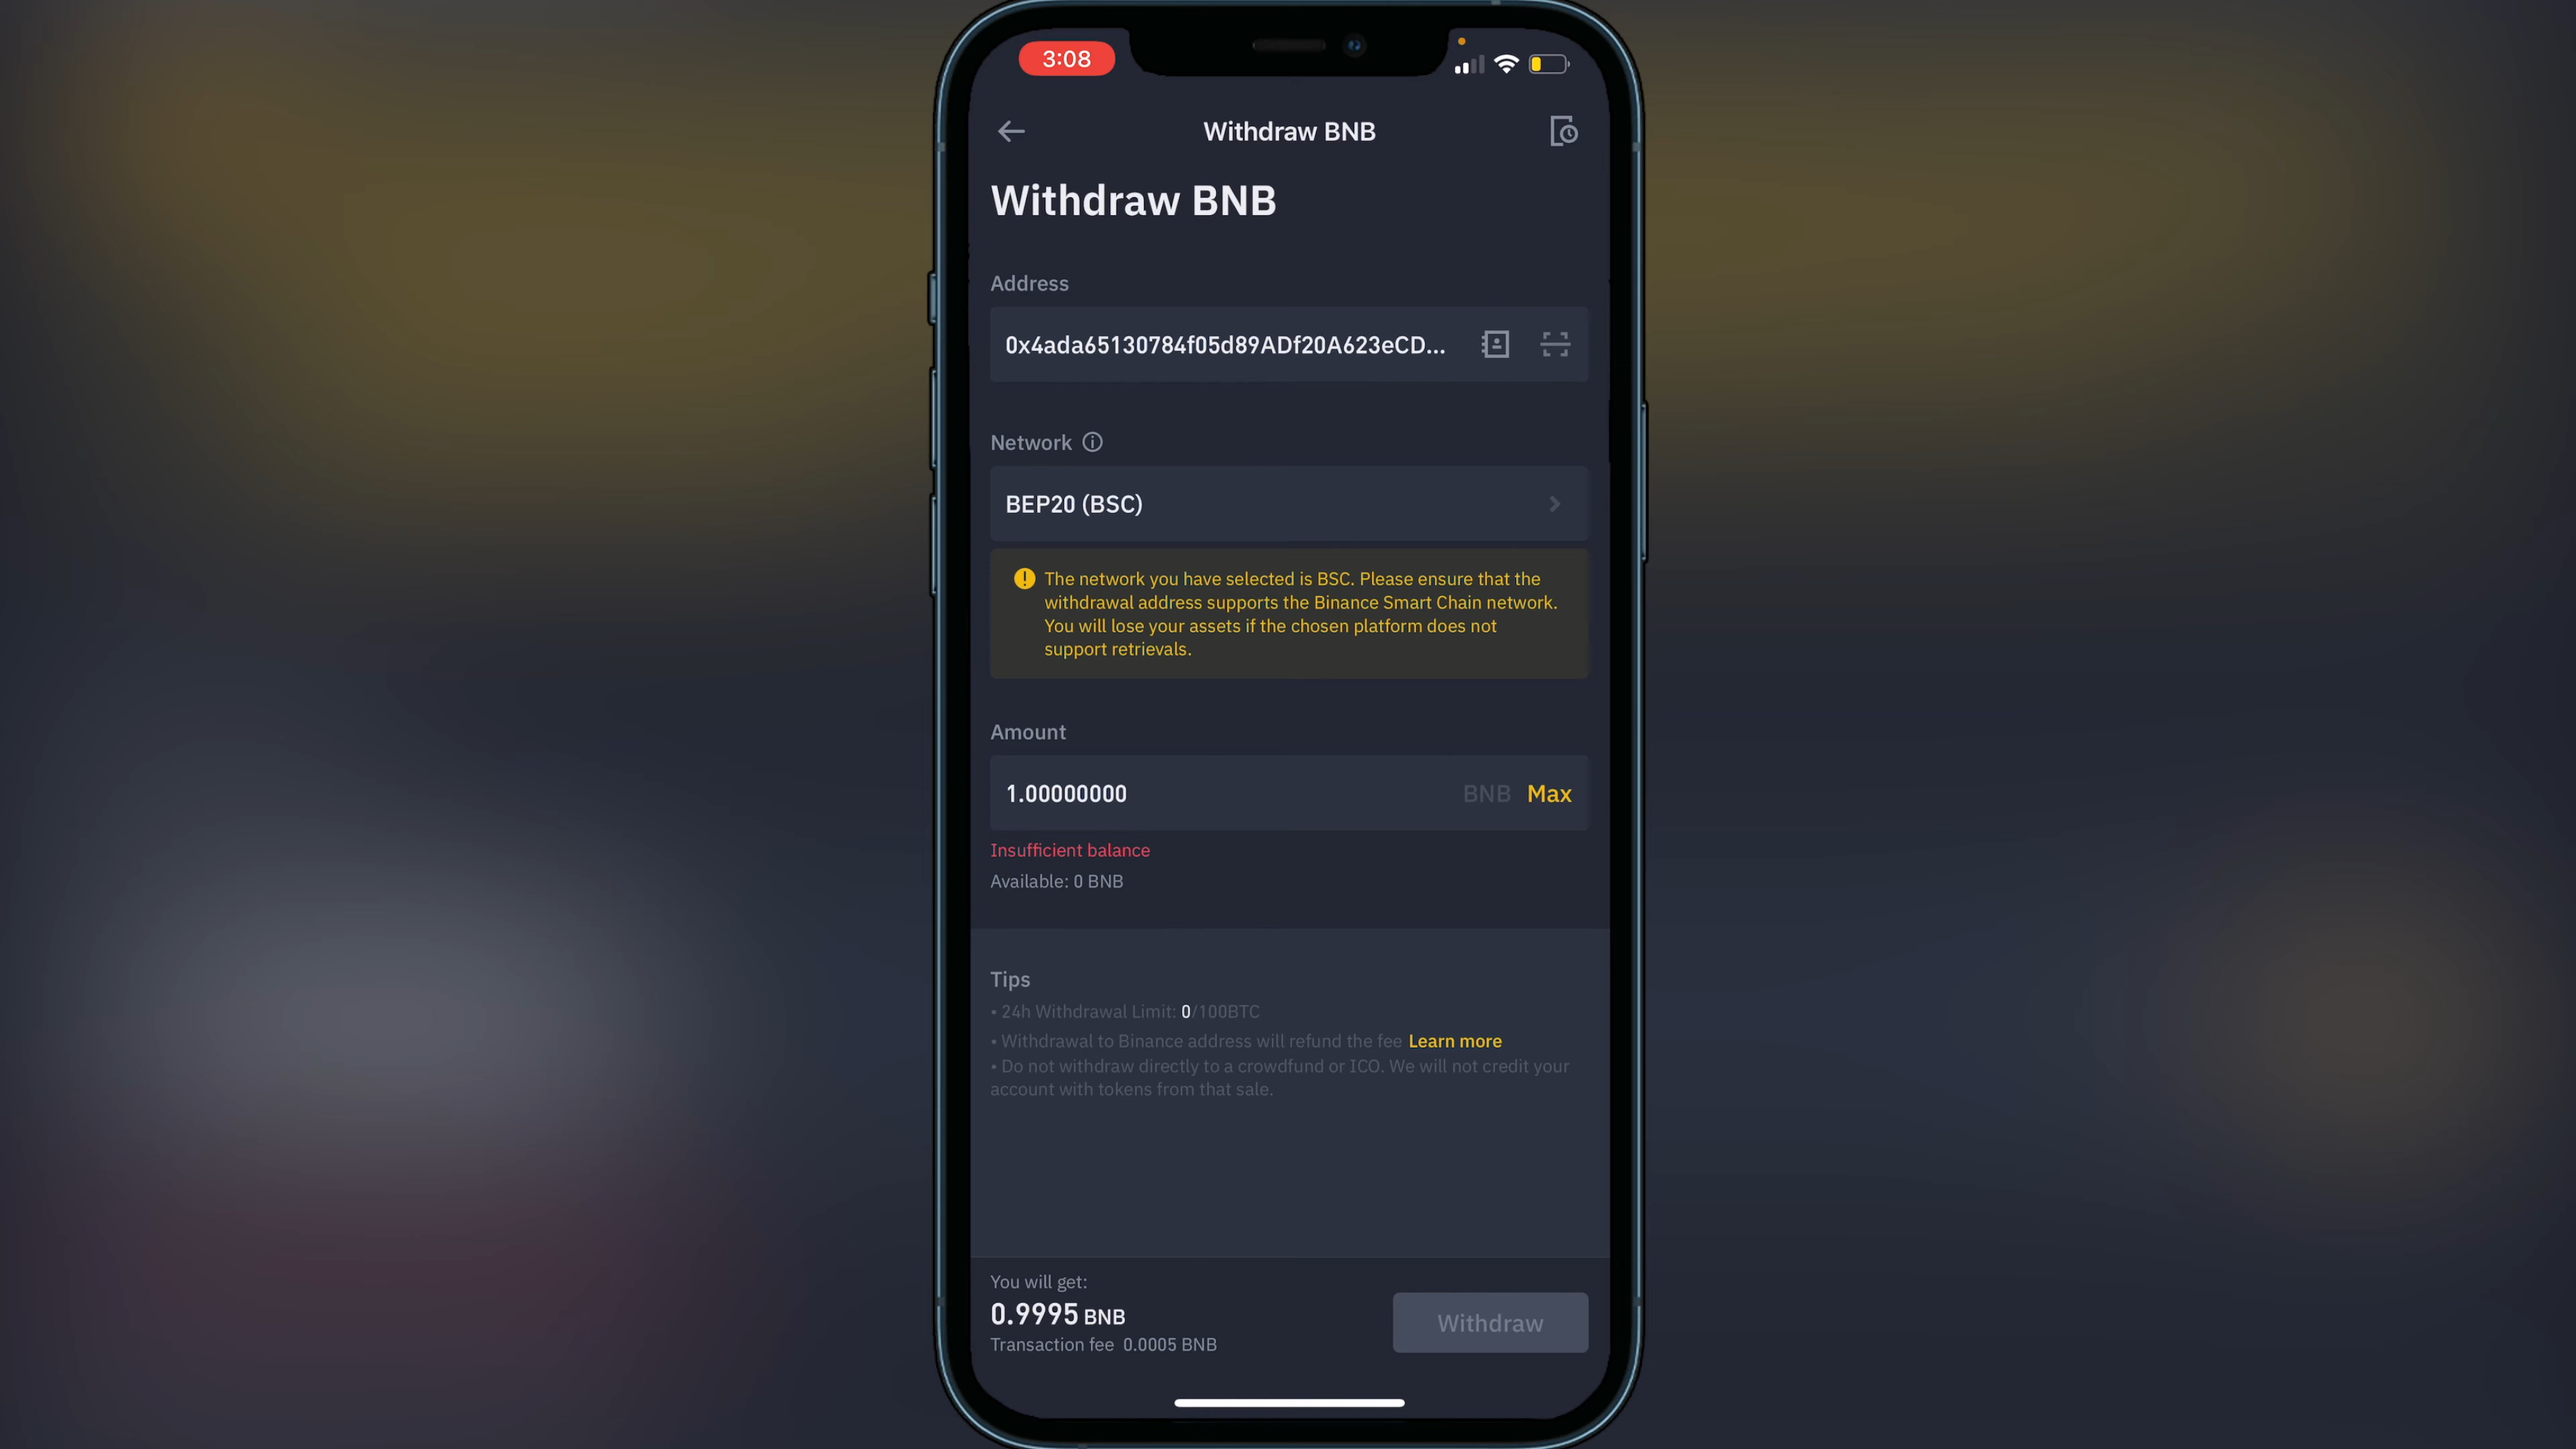 3:08
Withdraw BNB
Withdraw BNB
Address
0x4ada65130784f05d89ADf20A623eCD...
Network
BEP20 (BSC)
The network you have selected is BSC. Please ensure that the
withdrawal address supports the Binance Smart Chain network.
You will lose your assets if the chosen platform does not
support retrievals.
Amount
1.00000000 BNB Max
Insufficient balance
Available: 0 BNB
Tips
• 24h Withdrawal Limit: 0/100BTC
• Withdrawal to Binance address will refund the fee Learn more
• Do not withdraw directly to a crowdfund or ICO. We will not credit your
account with tokens from that sale.
You will get:
0.9995 BNB
Transaction fee 0.0005 BNB
Withdraw